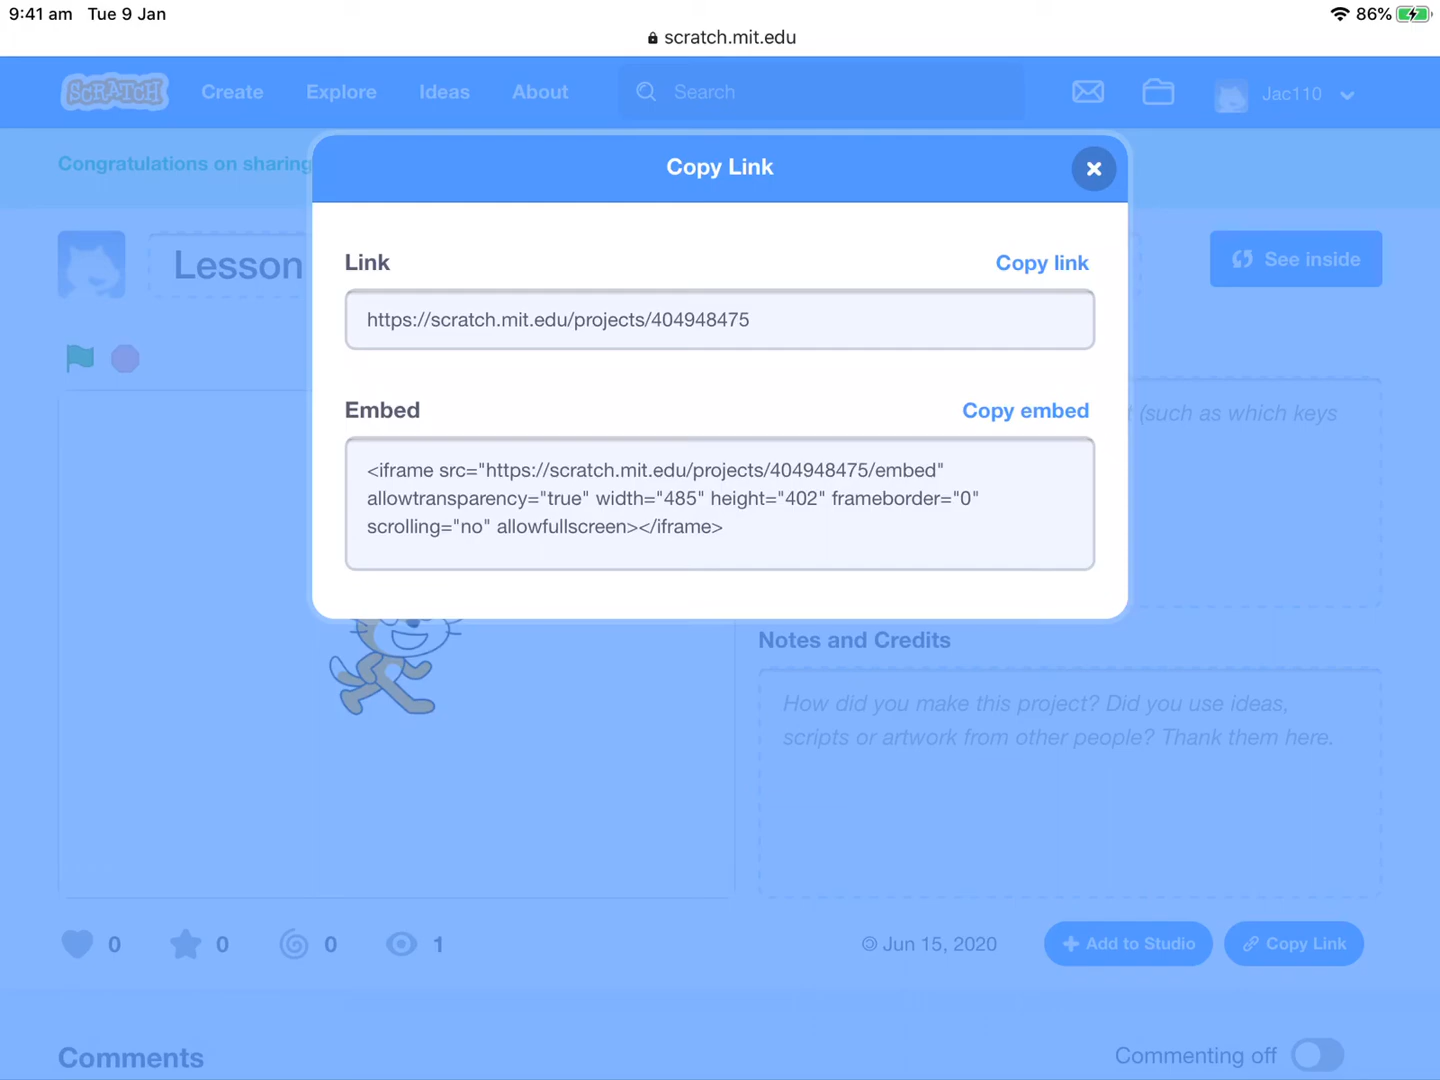 9:41 am Tue 9 Jan
86%
scratch.mit.edu
SCRATCH
Create
Explore
Ideas
About
Search
Jac110
Congratulations on sharing
Copy Link
Lesson
See inside
Link
Copy link
https://scratch.mit.edu/projects/404948475
Embed
Copy embed
t (such as which keys
<iframe src="https://scratch.mit.edu/projects/404948475/embed"
allowtransparency="true" width="485" height="402" frameborder="0"
scrolling="no" allowfullscreen></iframe>
Notes and Credits
How did you make this project? Did you use ideas,
scripts or artwork from other people? Thank them here.
0
0
0
1
© Jun 15, 2020
Add to Studio
Copy Link
Comments
Commenting off